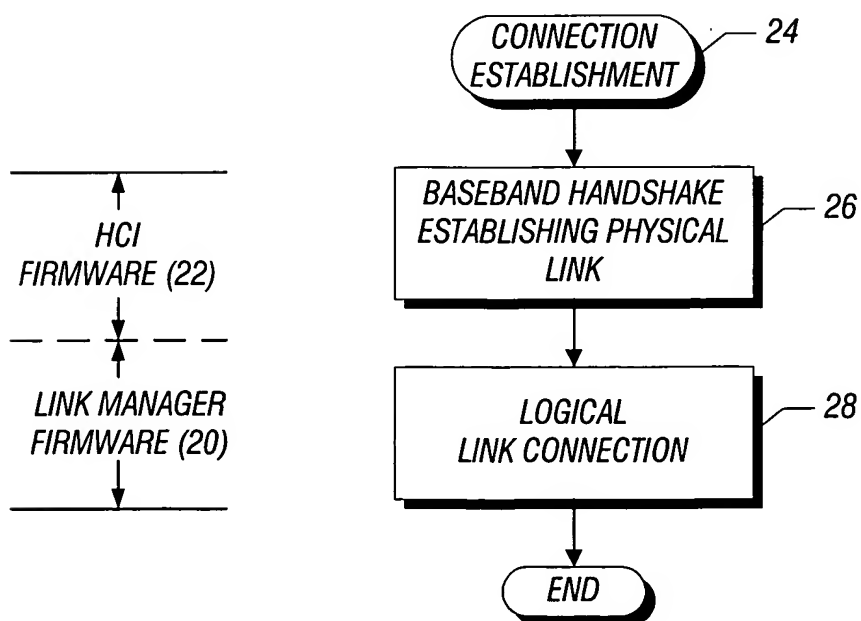 CONNECTION
ESTABLISHMENT
24
BASEBAND HANDSHAKE
ESTABLISHING PHYSICAL
LINK
26
HCI
FIRMWARE (22)
LINK MANAGER
FIRMWARE (20)
LOGICAL
LINK CONNECTION
28
END